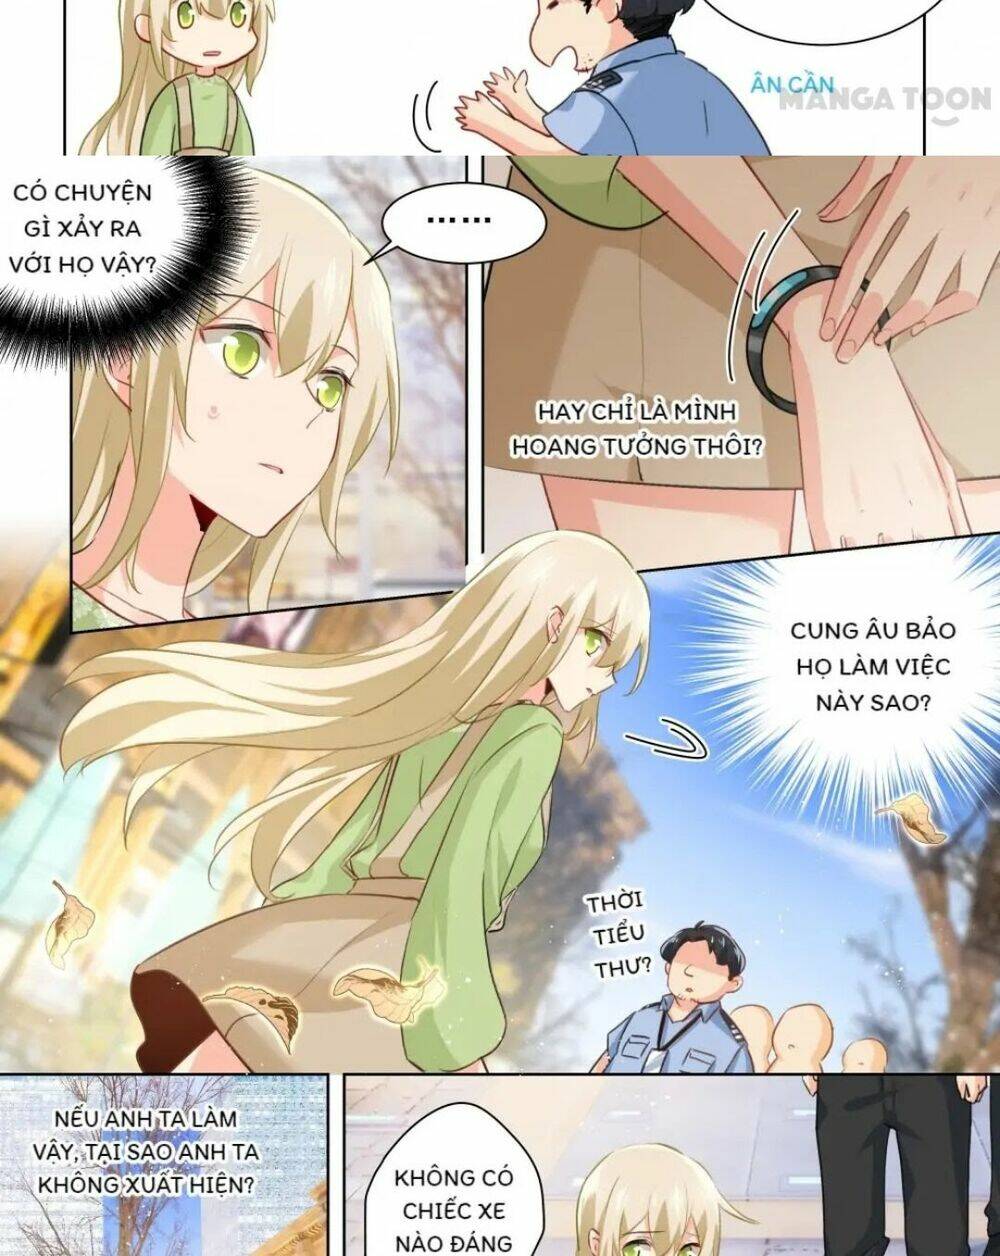 ÂN CẦN
MANGA TOON
CÓ CHUYỆN
GÌ XẢY RA
VỚI HỌ VẬY?
......
HAY CHỈ LÀ MÌNH
HOANG TƯỞNG THÔI?
CUNG ÂU BẢO
HỌ LÀM VIỆC
NÀY SAO?
THỜI
TIỂU
THƯ?
NẾU ANH TA LÀM
VẬY, TẠI SAO ANH TA
KHÔNG XUẤT HIỆN?
KHÔNG CÓ
CHIẾC XE
NÀO ĐÁNG